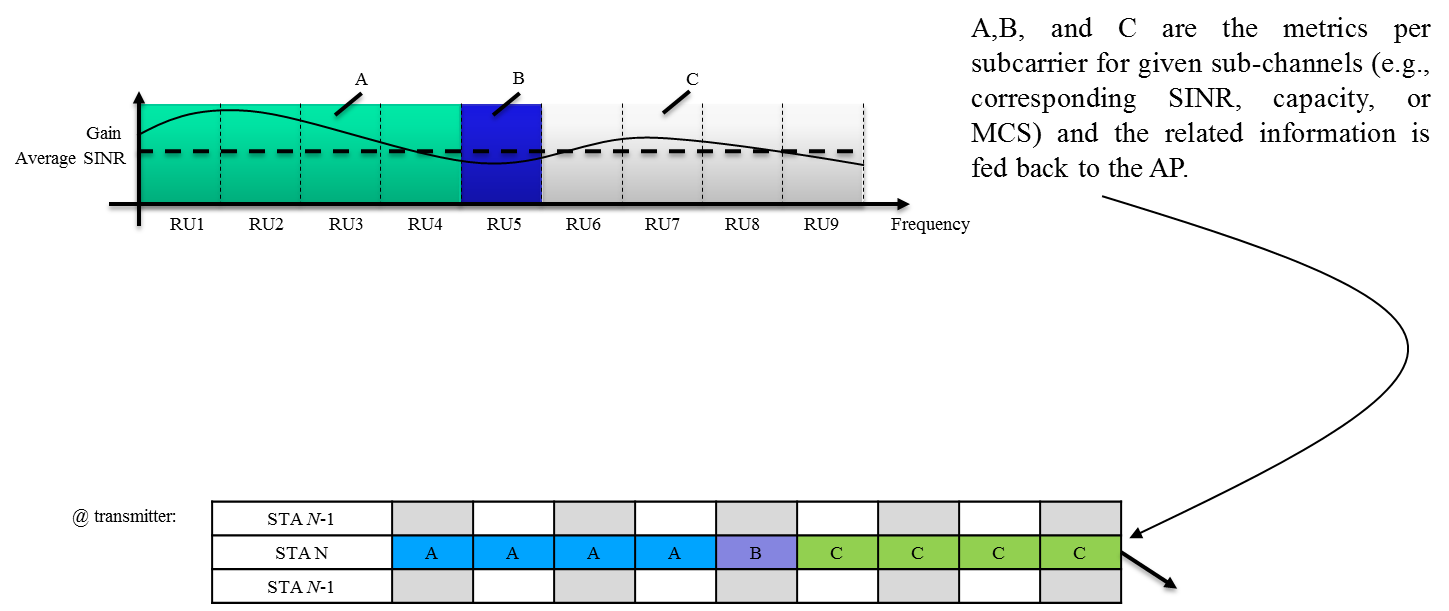 A,B, and C are the metrics per
subcarrier for given sub-channels (e.g.,
corresponding SINR, capacity, or
MCS) and the related information is
fed back to the AP.
A B C
Gain
Average SINR
RU1 RU2 RU3 RU4 RU5 RU6 RU7 RU8 RU9 Frequency
@ transmitter:
STA N-1
STA N A A A A B C C C C
STA N-1